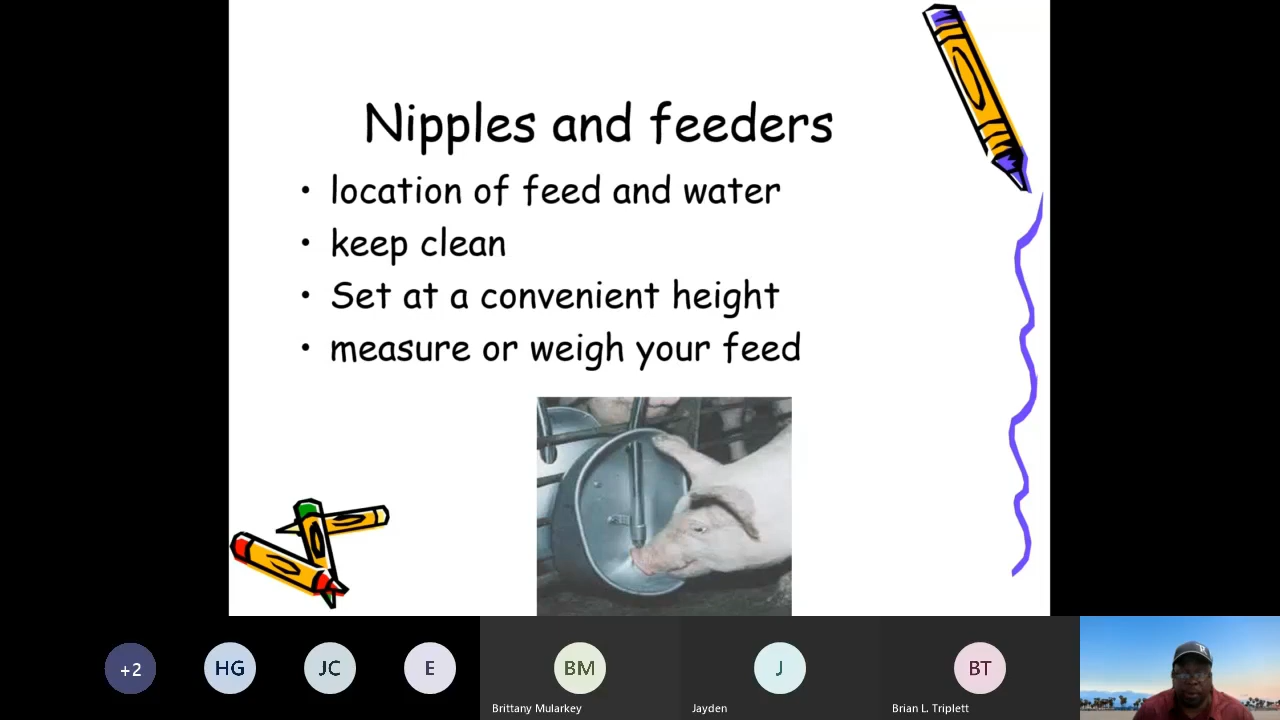 Nipples and feeders
• location of feed and water
• keep clean
• Set at a convenient height
• measure or weigh your feed
+2
HG
JC
E
BM
J
BT
Brittany Mularkey
Jayden
Brian L. Triplett